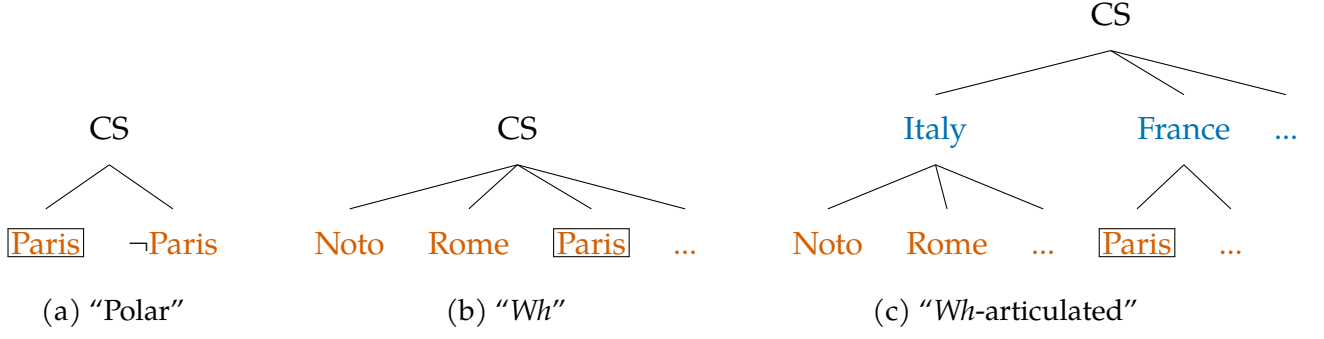 CS
CS CS Italy France ...
Paris ¬Paris Noto Rome Paris ... Noto Rome ... Paris ...
(a) “Polar” (b) “Wh” (c) “Wh-articulated”